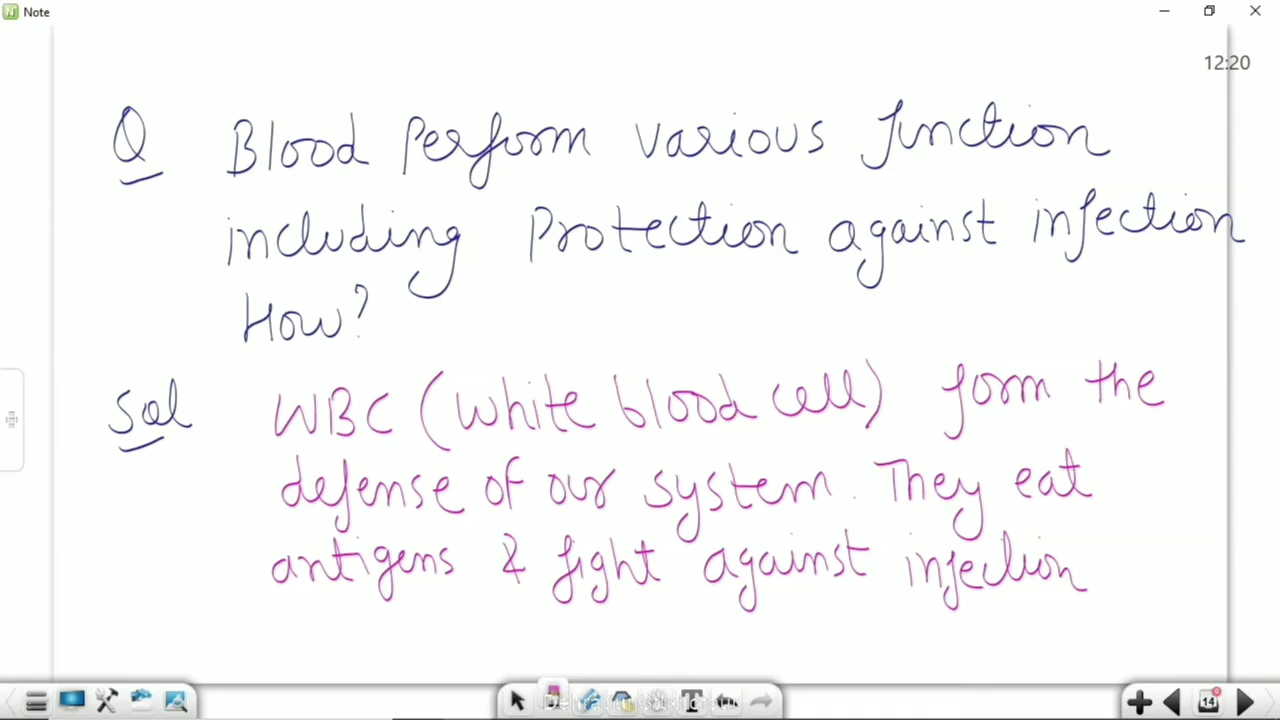 Note
12:20
Q Blood Perform various function
including Protection against infection
How?
Sol WBC (White blood cell) form the
defense of our system. They eat
antigens & fight against infection
T
14